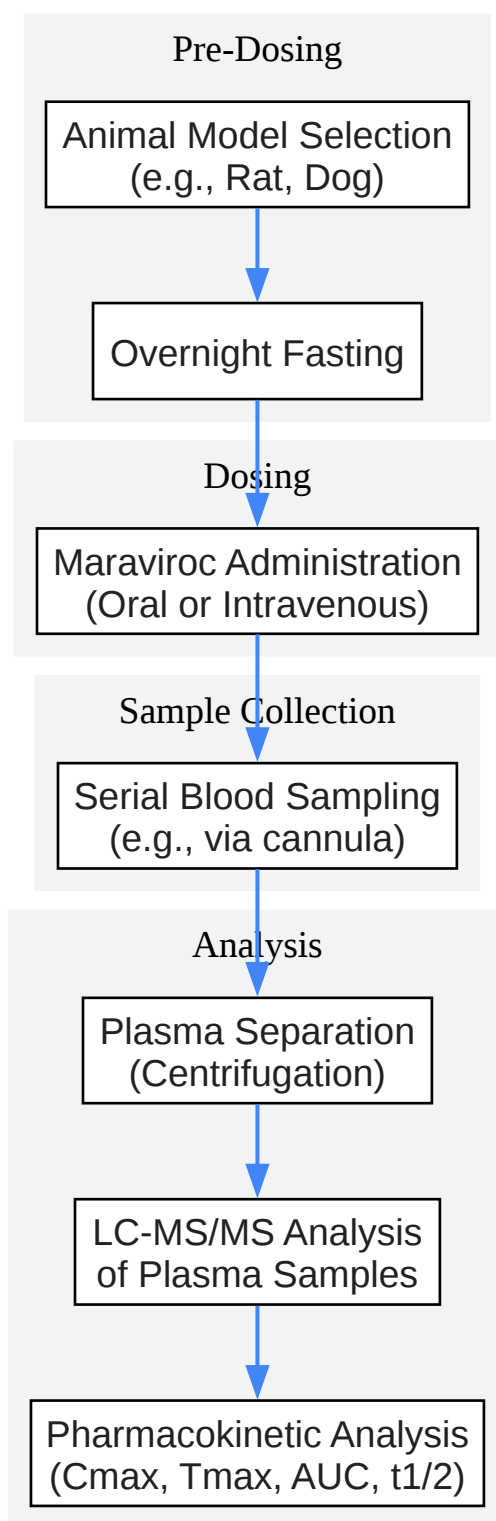 Pre-Dosing
Animal Model Selection
(e.g., Rat, Dog)
Overnight Fasting
Dosing
Maraviroc Administration
(Oral or Intravenous)
Sample Collection
Serial Blood Sampling
(e.g., via cannula)
Analysis
Plasma Separation
(Centrifugation)
LC-MS/MS Analysis
of Plasma Samples
Pharmacokinetic Analysis
(Cmax, Tmax, AUC, t1/2)